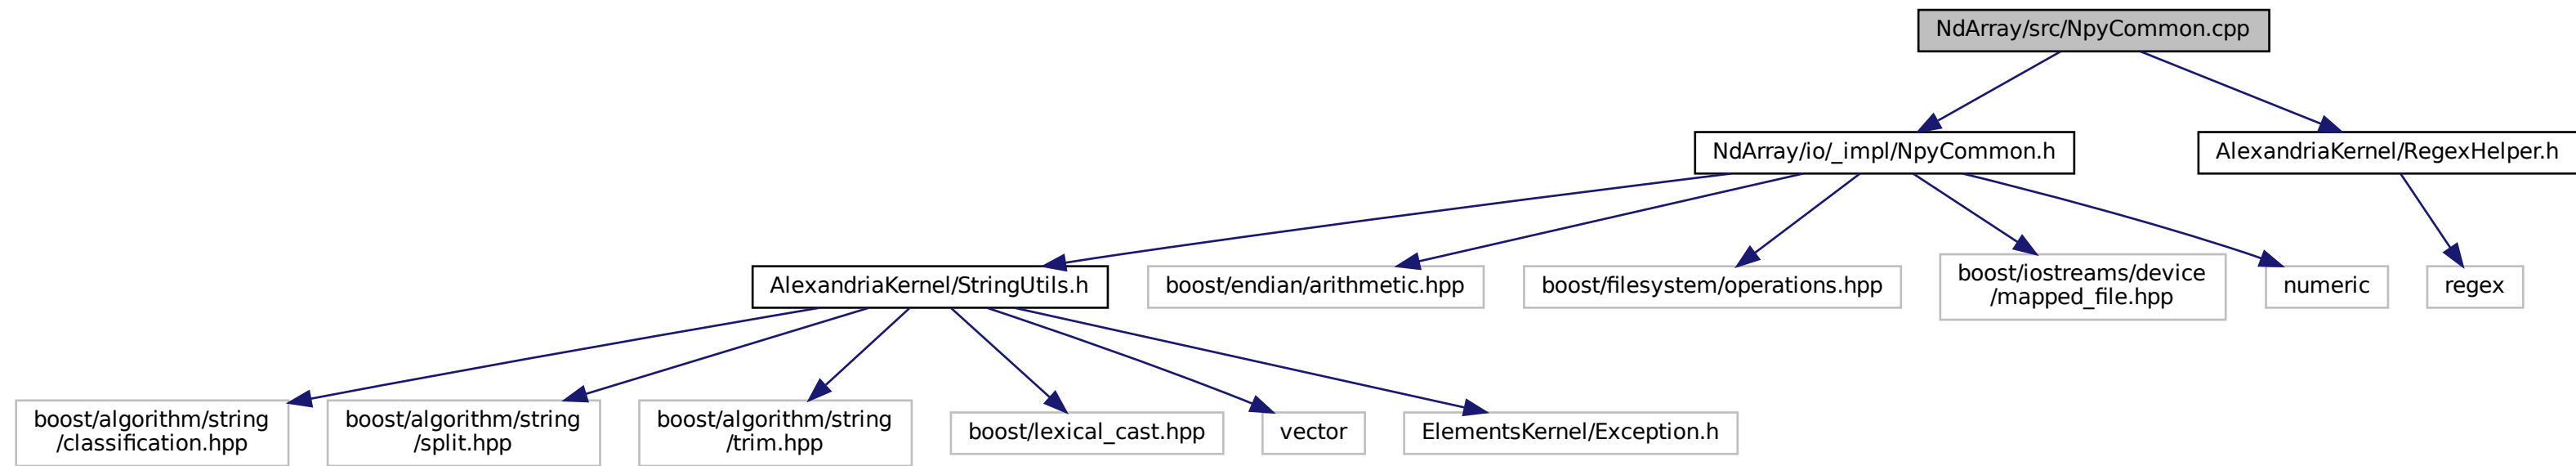 NdArray/src/NpyCommon.cpp
NdArray/io/_impl/NpyCommon.h
AlexandriaKernel/RegexHelper.h
AlexandriaKernel/StringUtils.h
boost/endian/arithmetic.hpp
boost/filesystem/operations.hpp
boost/iostreams/device
/mapped_file.hpp
numeric
regex
boost/algorithm/string
/classification.hpp
boost/algorithm/string
/split.hpp
boost/algorithm/string
/trim.hpp
boost/lexical_cast.hpp
vector
ElementsKernel/Exception.h